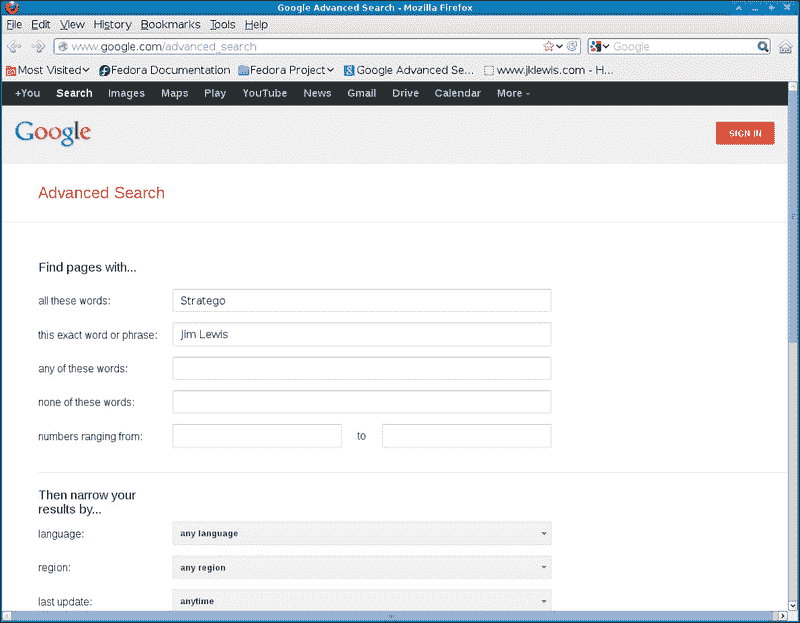 Google Advanced Search - Mozilla Firefox
File Edit View History Bookmarks Tools Help
www.google.com/advanced_search Google
Most Visited Fedora Documentation Fedora Project Google Advanced Se... www.jklewis.com - H...
+You Search Images Maps Play YouTube News Gmail Drive Calendar More
Google SIGN IN
Advanced Search
Find pages with...
all these words: Stratego
this exact word or phrase: Jim Lewis
any of these words:
none of these words:
numbers ranging from: to
Then narrow your
results by...
language: any language
region: any region
last update: anytime